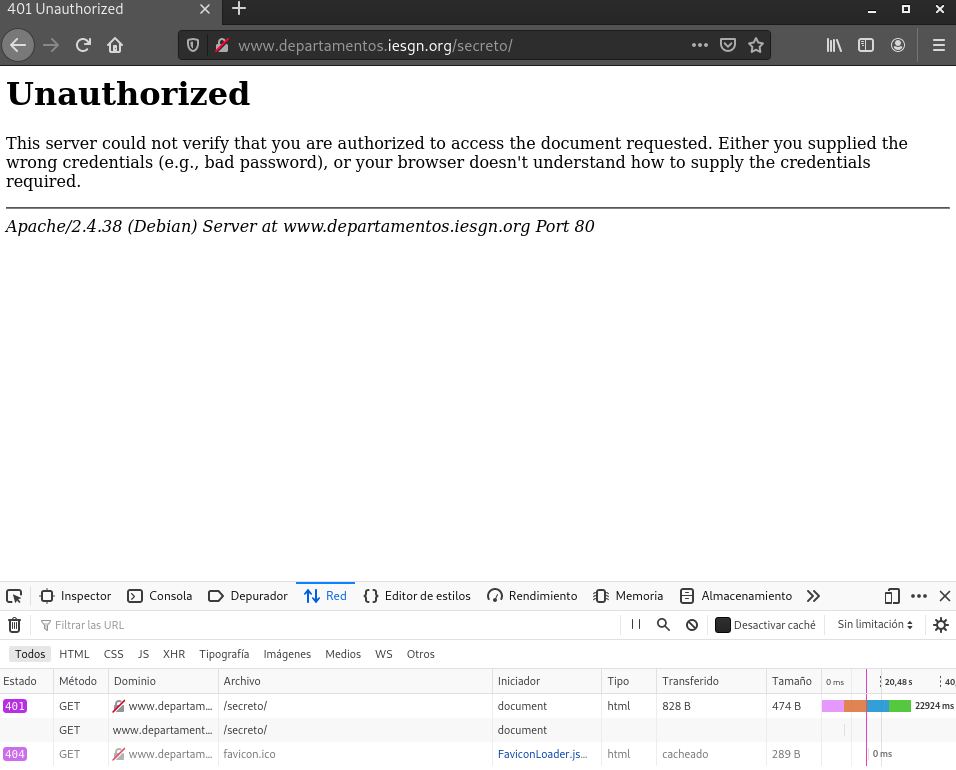 401 Unauthorized
www.departamentos.iesgn.org/secreto/
Unauthorized
This server could not verify that you are authorized to access the document requested. Either you supplied the
wrong credentials (e.g., bad password), or your browser doesn't understand how to supply the credentials
required.
Apache/2.4.38 (Debian) Server at www.departamentos.iesgn.org Port 80
Inspector Consola Depurador Red Editor de estilos Rendimiento Memoria Almacenamiento
Filtrar las URL Desactivar caché Sin limitación
Todos HTML CSS JS XHR Tipografía Imágenes Medios WS Otros
Estado Método Dominio Archivo Iniciador Tipo Transferido Tamaño 0 ms 20,48 s 40,
401 GET www.departam... /secreto/ document html 828 B 474 B 22924 ms
GET www.departament... /secreto/ document
404 GET www.departam... favicon.ico FaviconLoader.js... html cacheado 289 B 0 ms